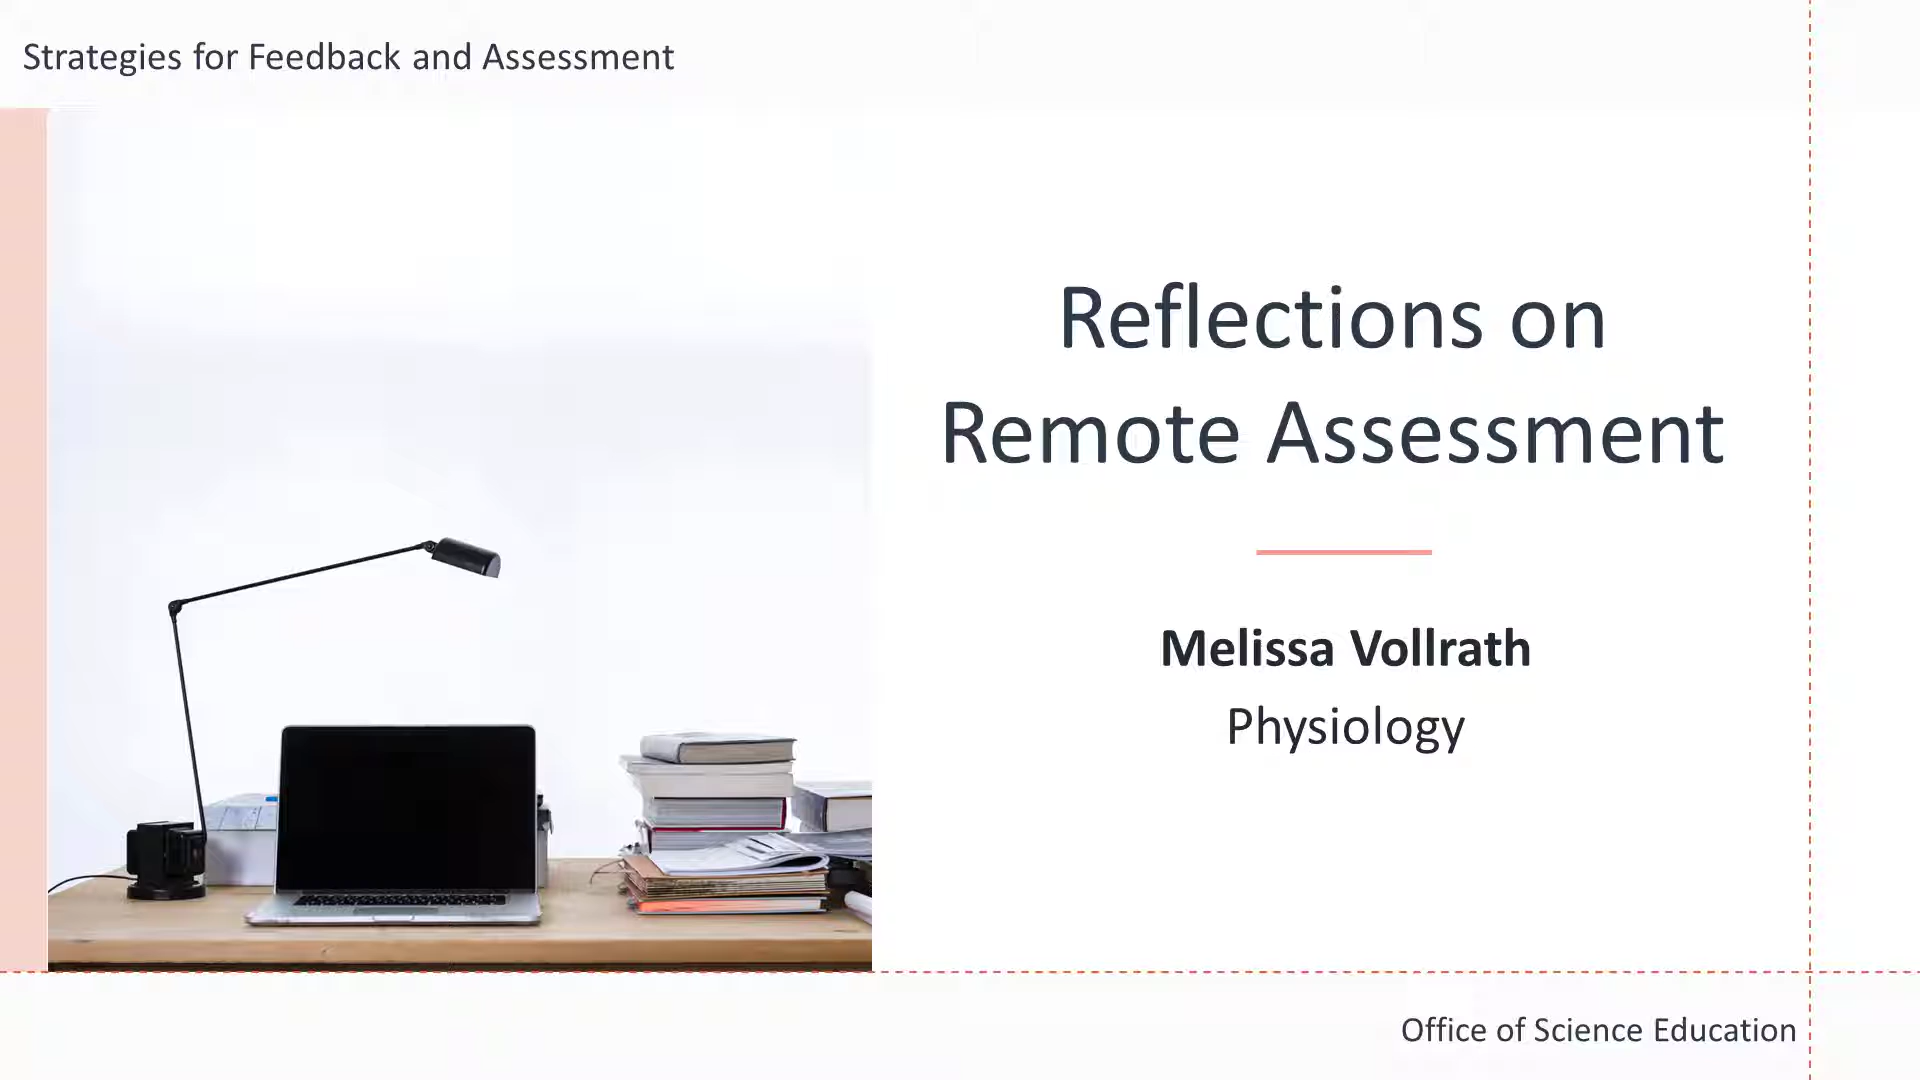 Strategies for Feedback and Assessment
Reflections on
Remote Assessment
Melissa Vollrath
Physiology
Office of Science Education